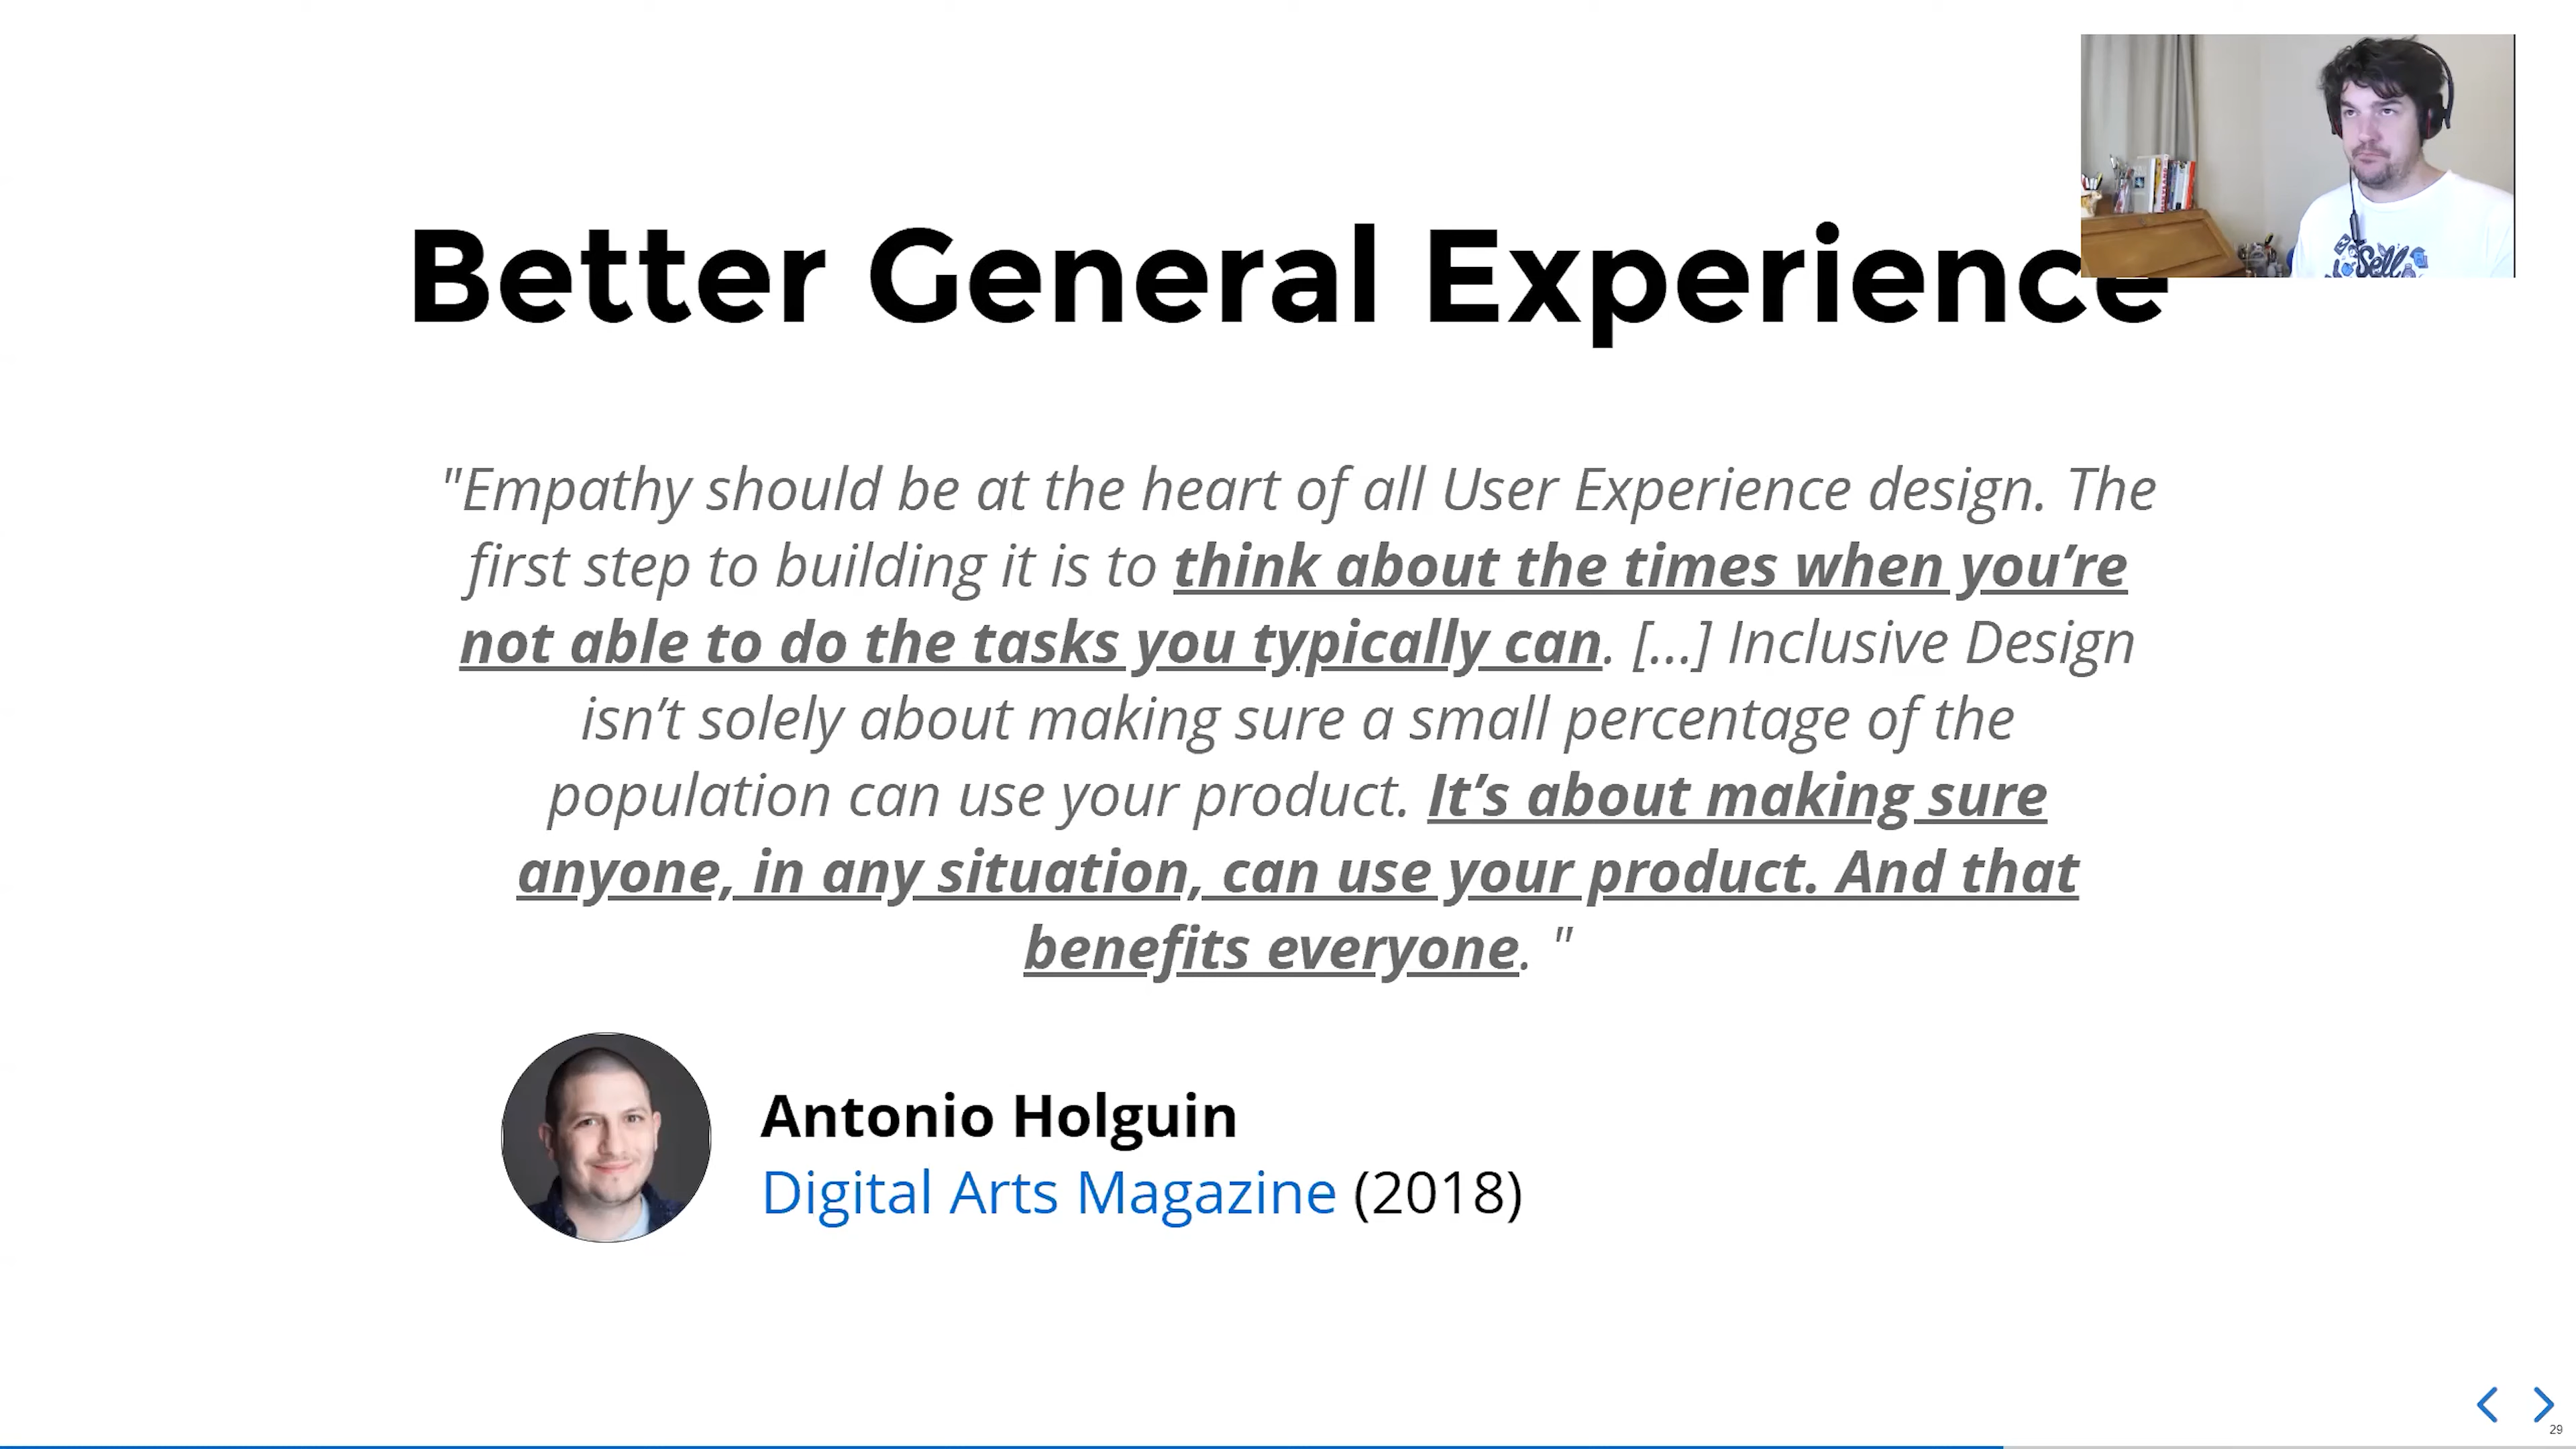 Better General Experience
"Empathy should be at the heart of all User Experience design. The
first step to building it is to think about the times when you’re
not able to do the tasks you typically can. [...] Inclusive Design
isn’t solely about making sure a small percentage of the
population can use your product. It’s about making sure
anyone, in any situation, can use your product. And that
benefits everyone. "
Antonio Holguin
Digital Arts Magazine (2018)
Sell
29